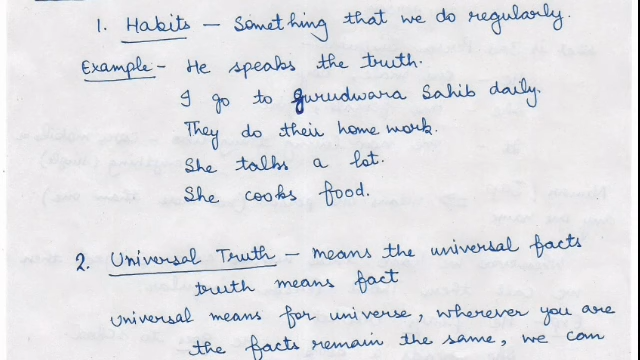 1. Habits - Something that we do regularly.
Example - He speaks the truth.
I go to gurudwara Sahib daily.
They do their home work.
She talks a lot.
She cooks food.
2. Universal Truth - means the universal facts
truth means fact
Universal means for universe, wherever you are
the facts remain the same, we can